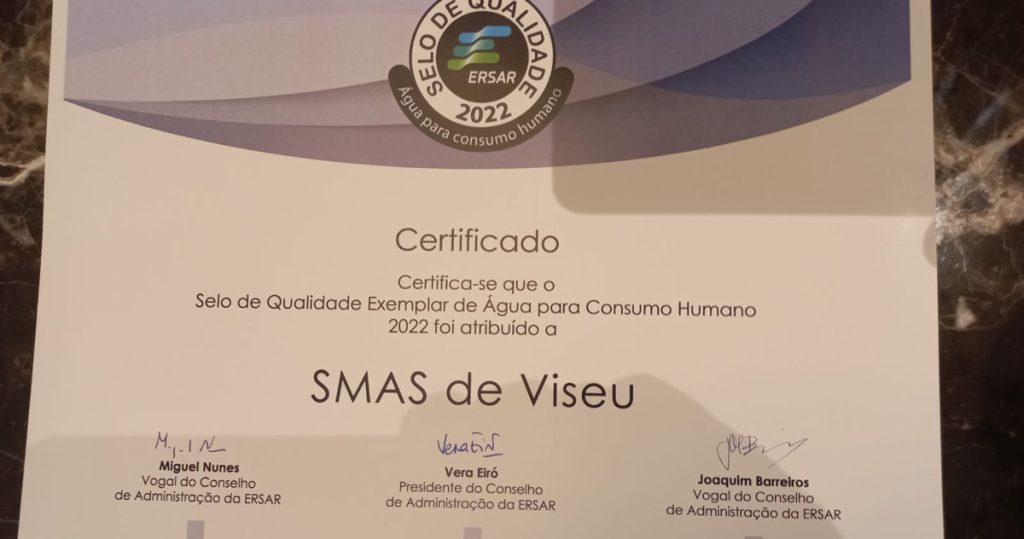 SELO DE QUALIDADE
ERSAR
2022
Água para consumo humano
Certificado
Certifica-se que o
Selo de Qualidade Exemplar de Água para Consumo Humano
2022 foi atribuído a
SMAS de Viseu
Miguel Nunes
Vogal do Conselho
de Administração da ERSAR
Vera Eiró
Presidente do Conselho
de Administração da ERSAR
Joaquim Barreiros
Vogal do Conselho
de Administração da ERSAR